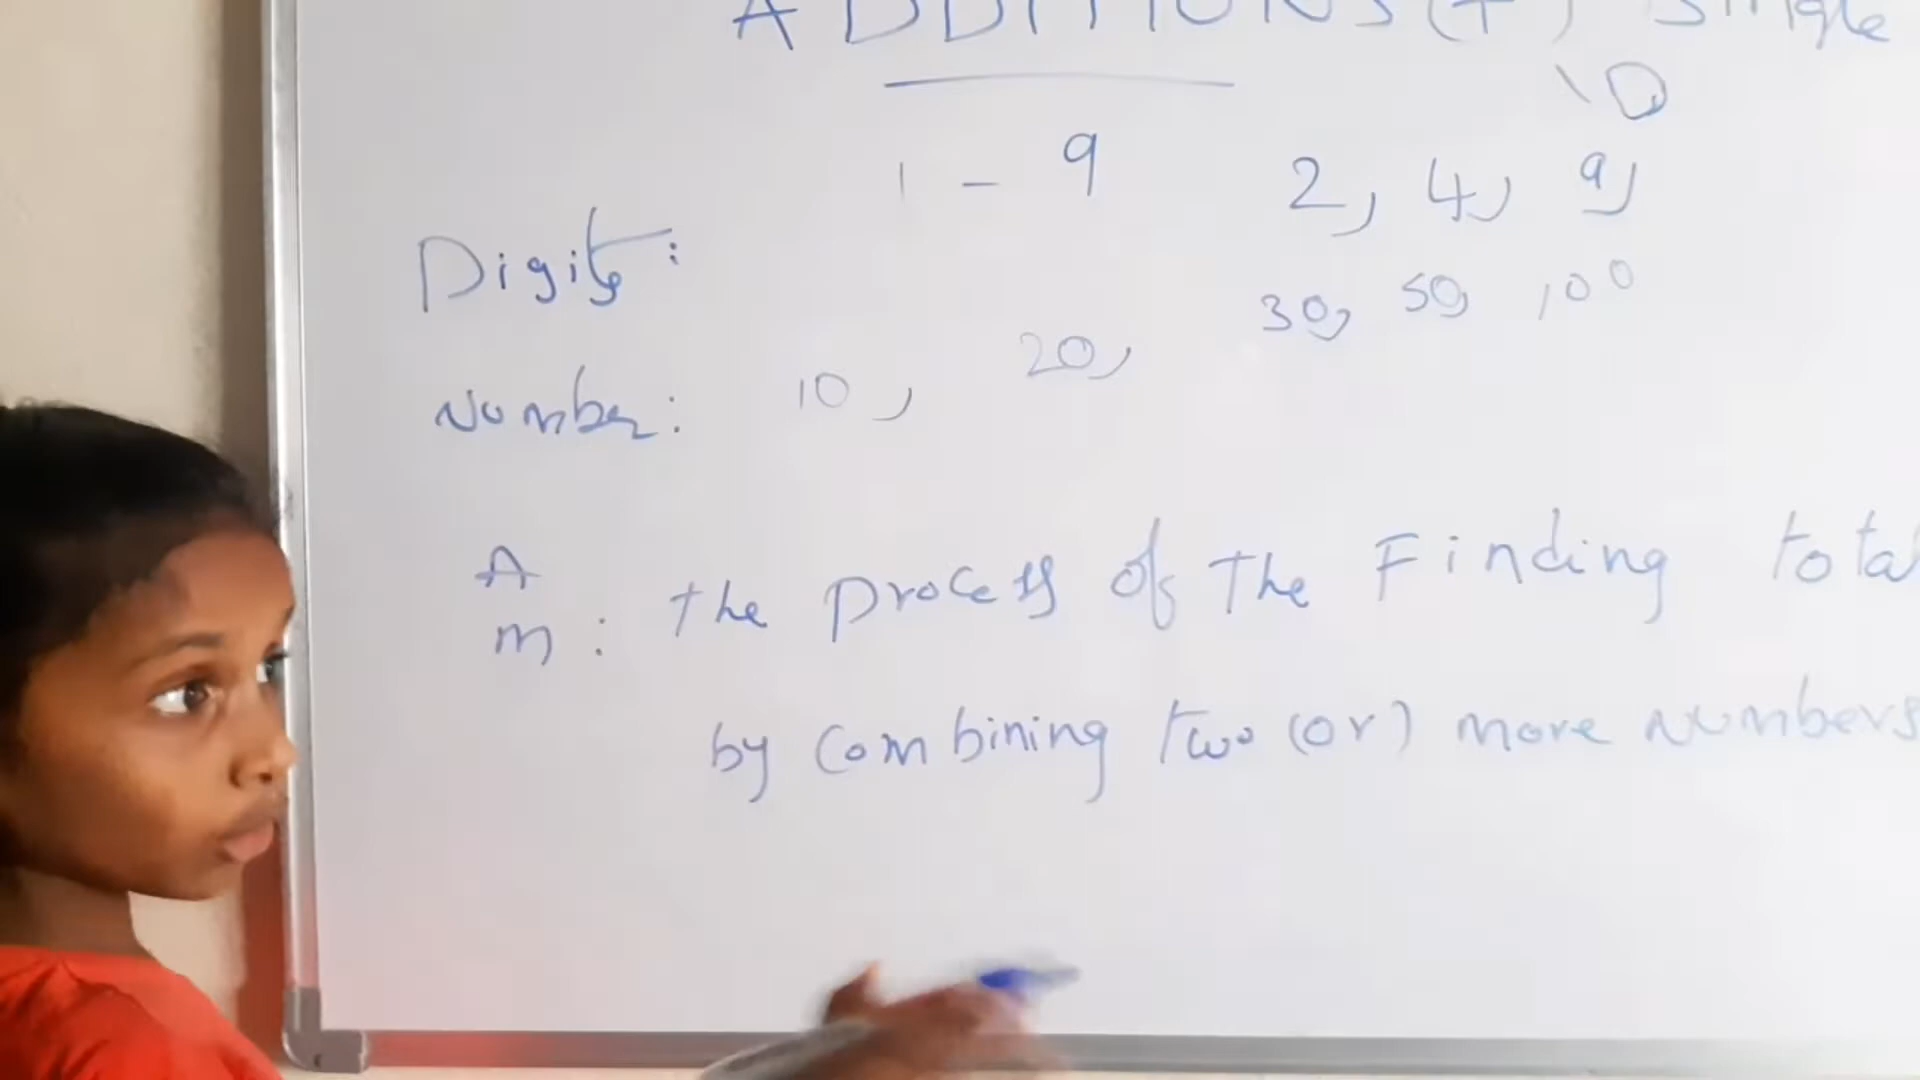 ADDITIONS (+) Single
10
1 - 9 2, 4, 9,
Digits:
30, 50, 100
Number: 10, 20,
A
m: the process of The Finding total
by Combining two (or) more Numbers